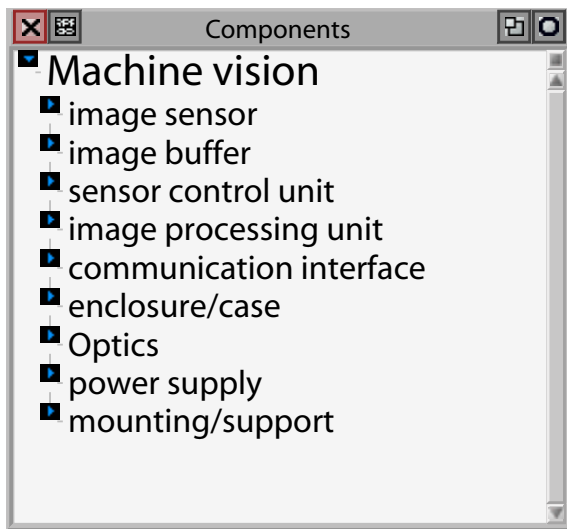 Components
Machine vision
image sensor
image buffer
sensor control unit
image processing unit
communication interface
enclosure/case
Optics
power supply
mounting/support